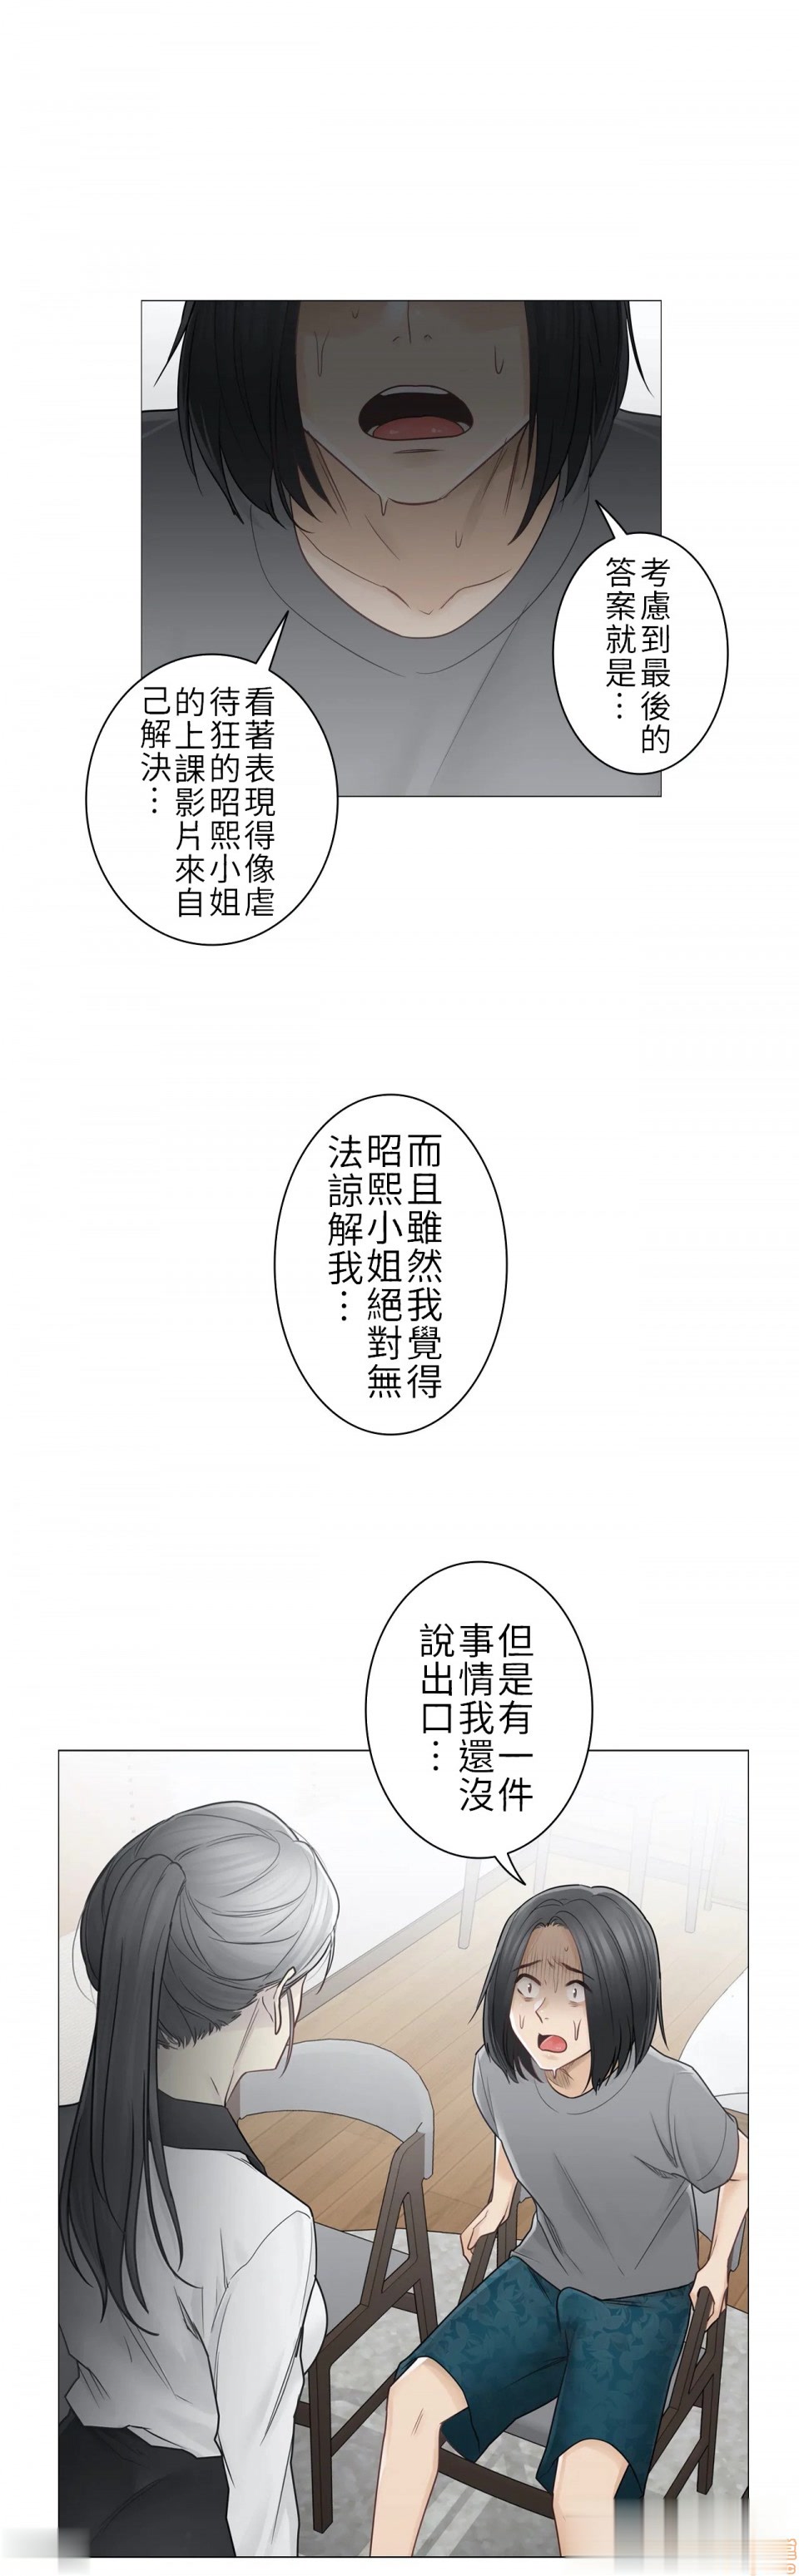 考慮到最後的
答案就是…
看著表現得像虐
待狂的昭熙小姐
的上課影片來自
己解決…
而且雖然我覺得
昭熙小姐絕對無
法諒解我…
但是有一件
事情我還沒
說出口…